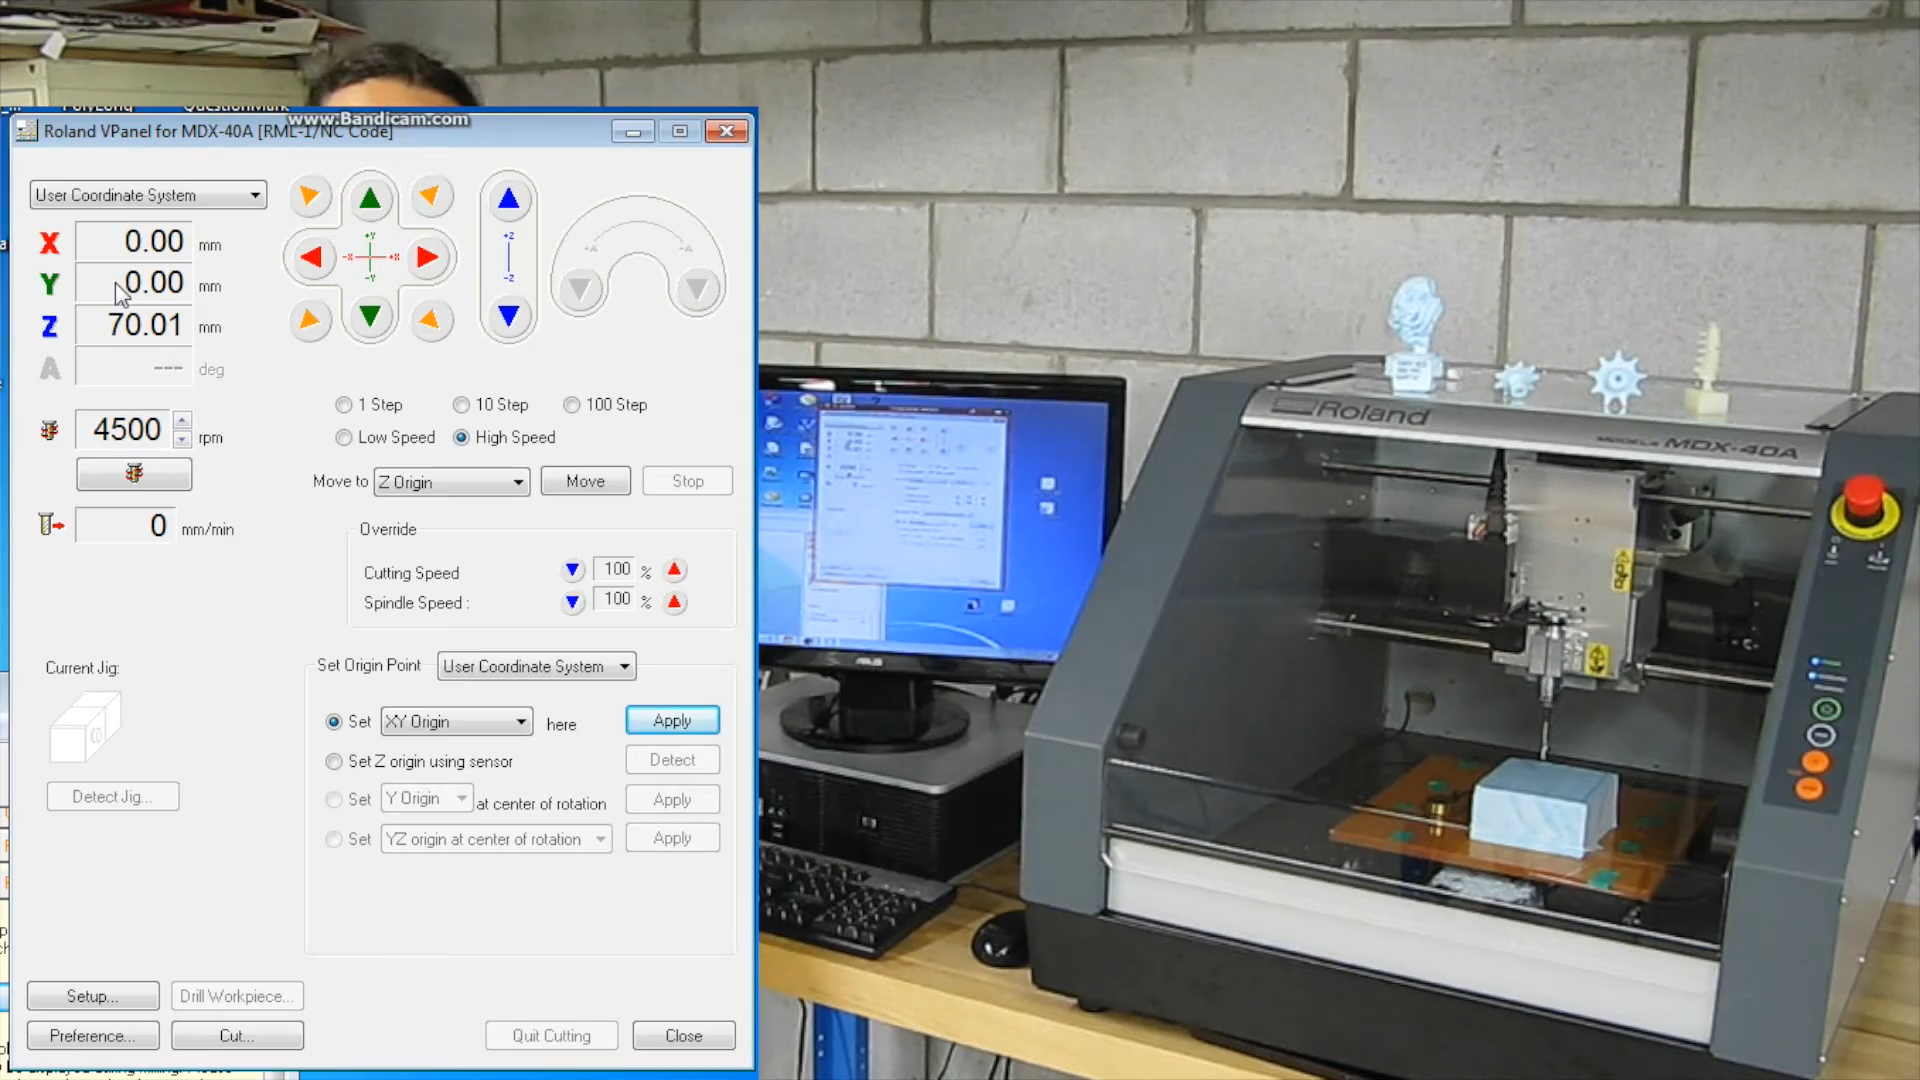 PolyLong QuestionMark
www.Bandicam.com
Roland VPanel for MDX-40A [RML-1/NC Code]
User Coordinate System
X 0.00 mm
Y 0.00 mm
Z 70.01 mm
A --- deg
4500 rpm
0 mm/min
+Y
-X +X
-Y
+Z
-Z
+A -A
1 Step 10 Step 100 Step
Low Speed High Speed
Move to Z Origin Move Stop
Override
Cutting Speed 100 %
Spindle Speed : 100 %
Current Jig:
Detect Jig...
Set Origin Point User Coordinate System
Set XY Origin here Apply
Set Z origin using sensor Detect
Set Y Origin at center of rotation Apply
Set YZ origin at center of rotation Apply
Setup... Drill Workpiece...
Preference... Cut... Quit Cutting Close
Roland
MODELA MDX-40A
ASUS
hp